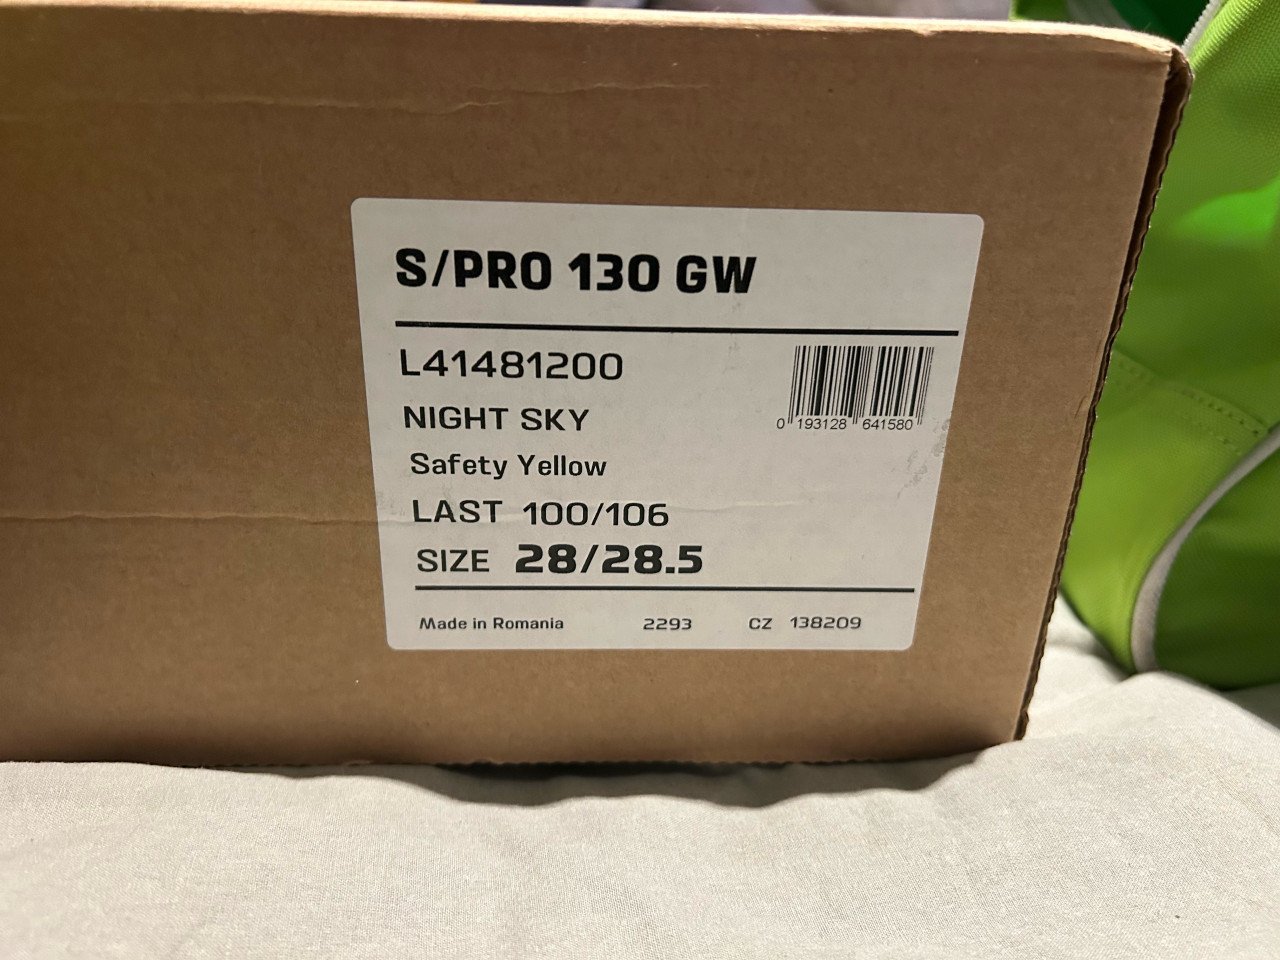 S/PRO 130 GW
L41481200
NIGHT SKY
Safety Yellow
0 193128 641580
LAST 100/106
SIZE 28/28.5
Made in Romania 2293 CZ 138209